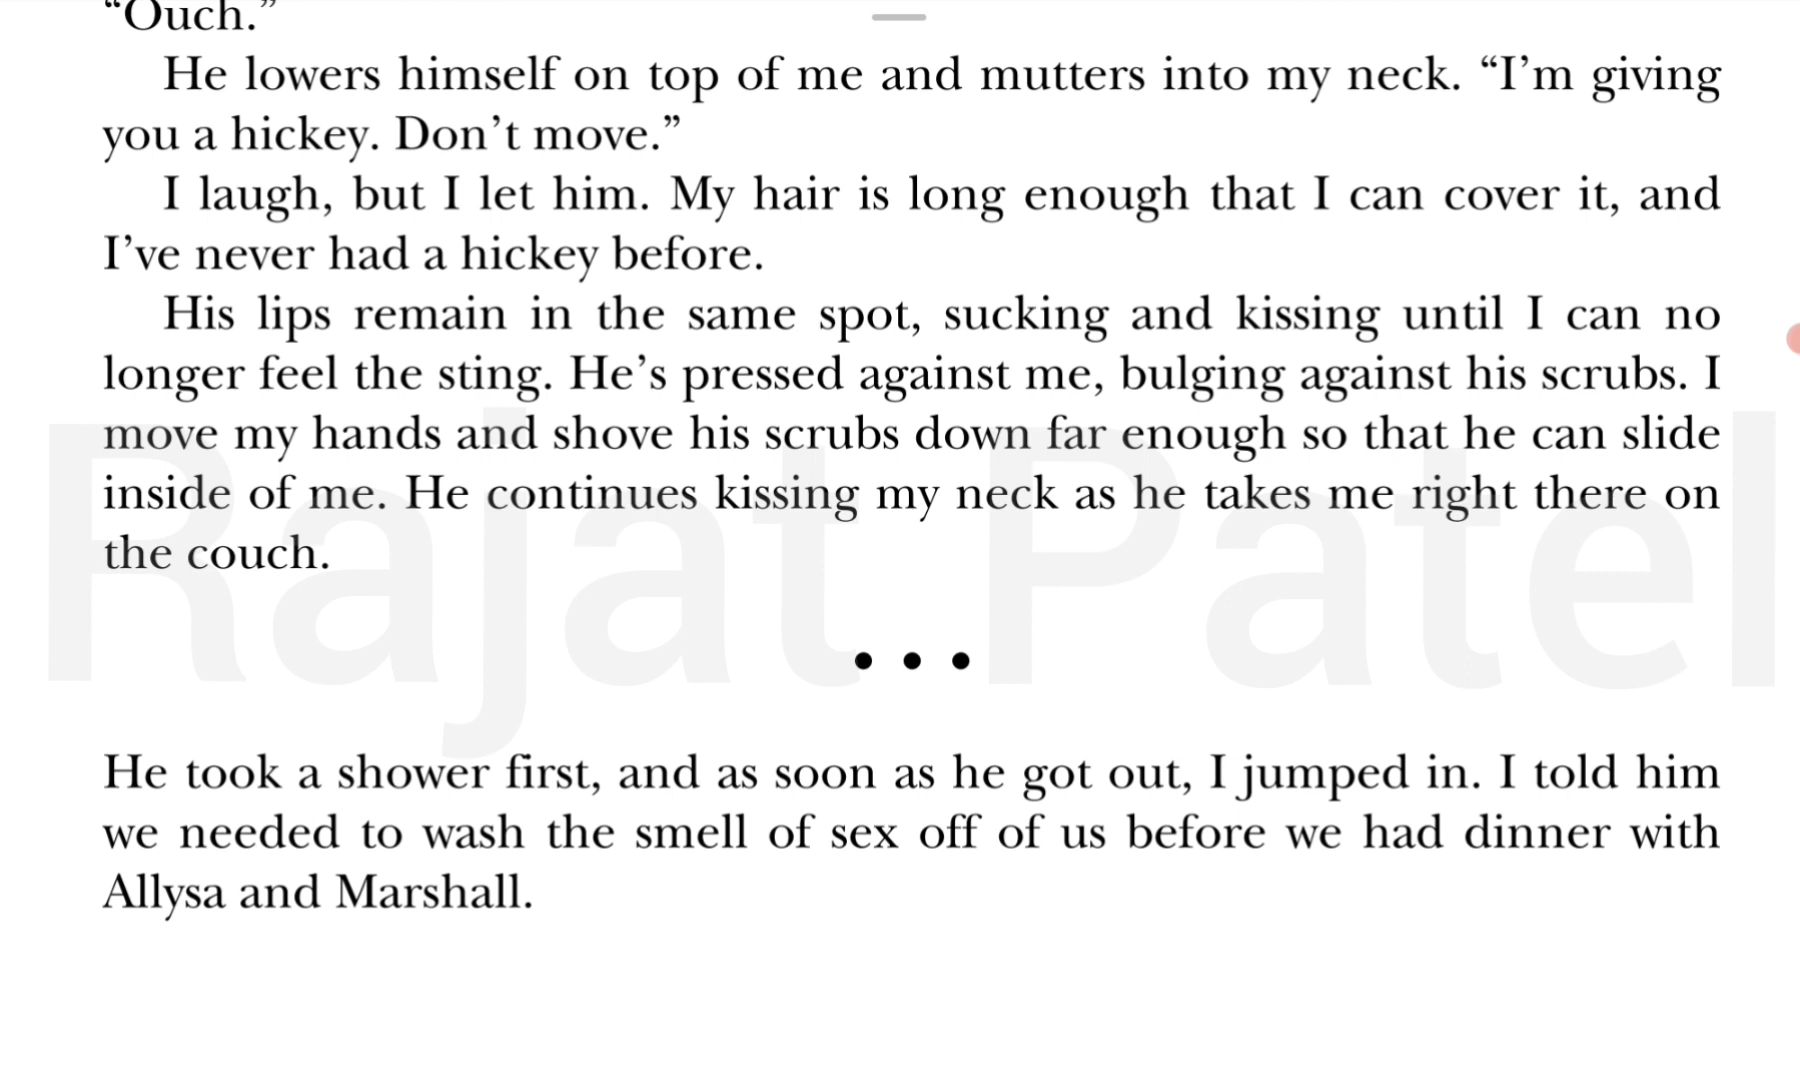 “Ouch.”
He lowers himself on top of me and mutters into my neck. “I’m giving
you a hickey. Don’t move.”
I laugh, but I let him. My hair is long enough that I can cover it, and
I’ve never had a hickey before.
His lips remain in the same spot, sucking and kissing until I can no
longer feel the sting. He’s pressed against me, bulging against his scrubs. I
move my hands and shove his scrubs down far enough so that he can slide
inside of me. He continues kissing my neck as he takes me right there on
the couch.
Rajat Patel
• • •
He took a shower first, and as soon as he got out, I jumped in. I told him
we needed to wash the smell of sex off of us before we had dinner with
Allysa and Marshall.